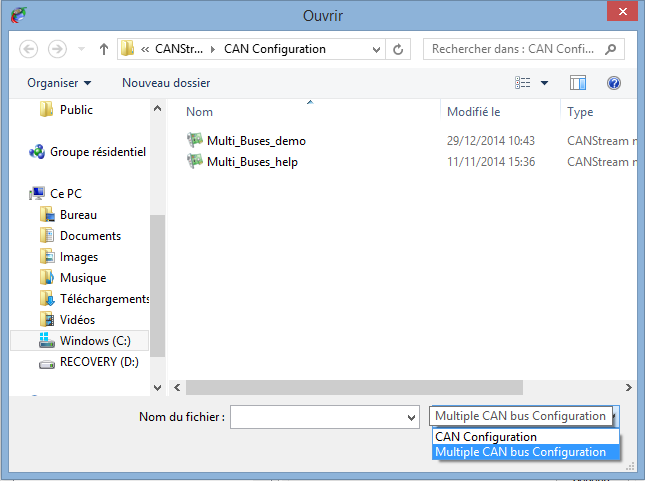 Ouvrir
« CANStr... CAN Configuration
Rechercher dans : CAN Confi...
Organiser Nouveau dossier
Public
Groupe résidentiel
Ce PC
Bureau
Documents
Images
Musique
Téléchargements
Vidéos
Windows (C:)
RECOVERY (D:)
Nom Modifié le Type
Multi_Buses_demo 29/12/2014 10:43 CANStream
Multi_Buses_help 11/11/2014 15:36 CANStream
Nom du fichier :
Multiple CAN bus Configuration
CAN Configuration
Multiple CAN bus Configuration